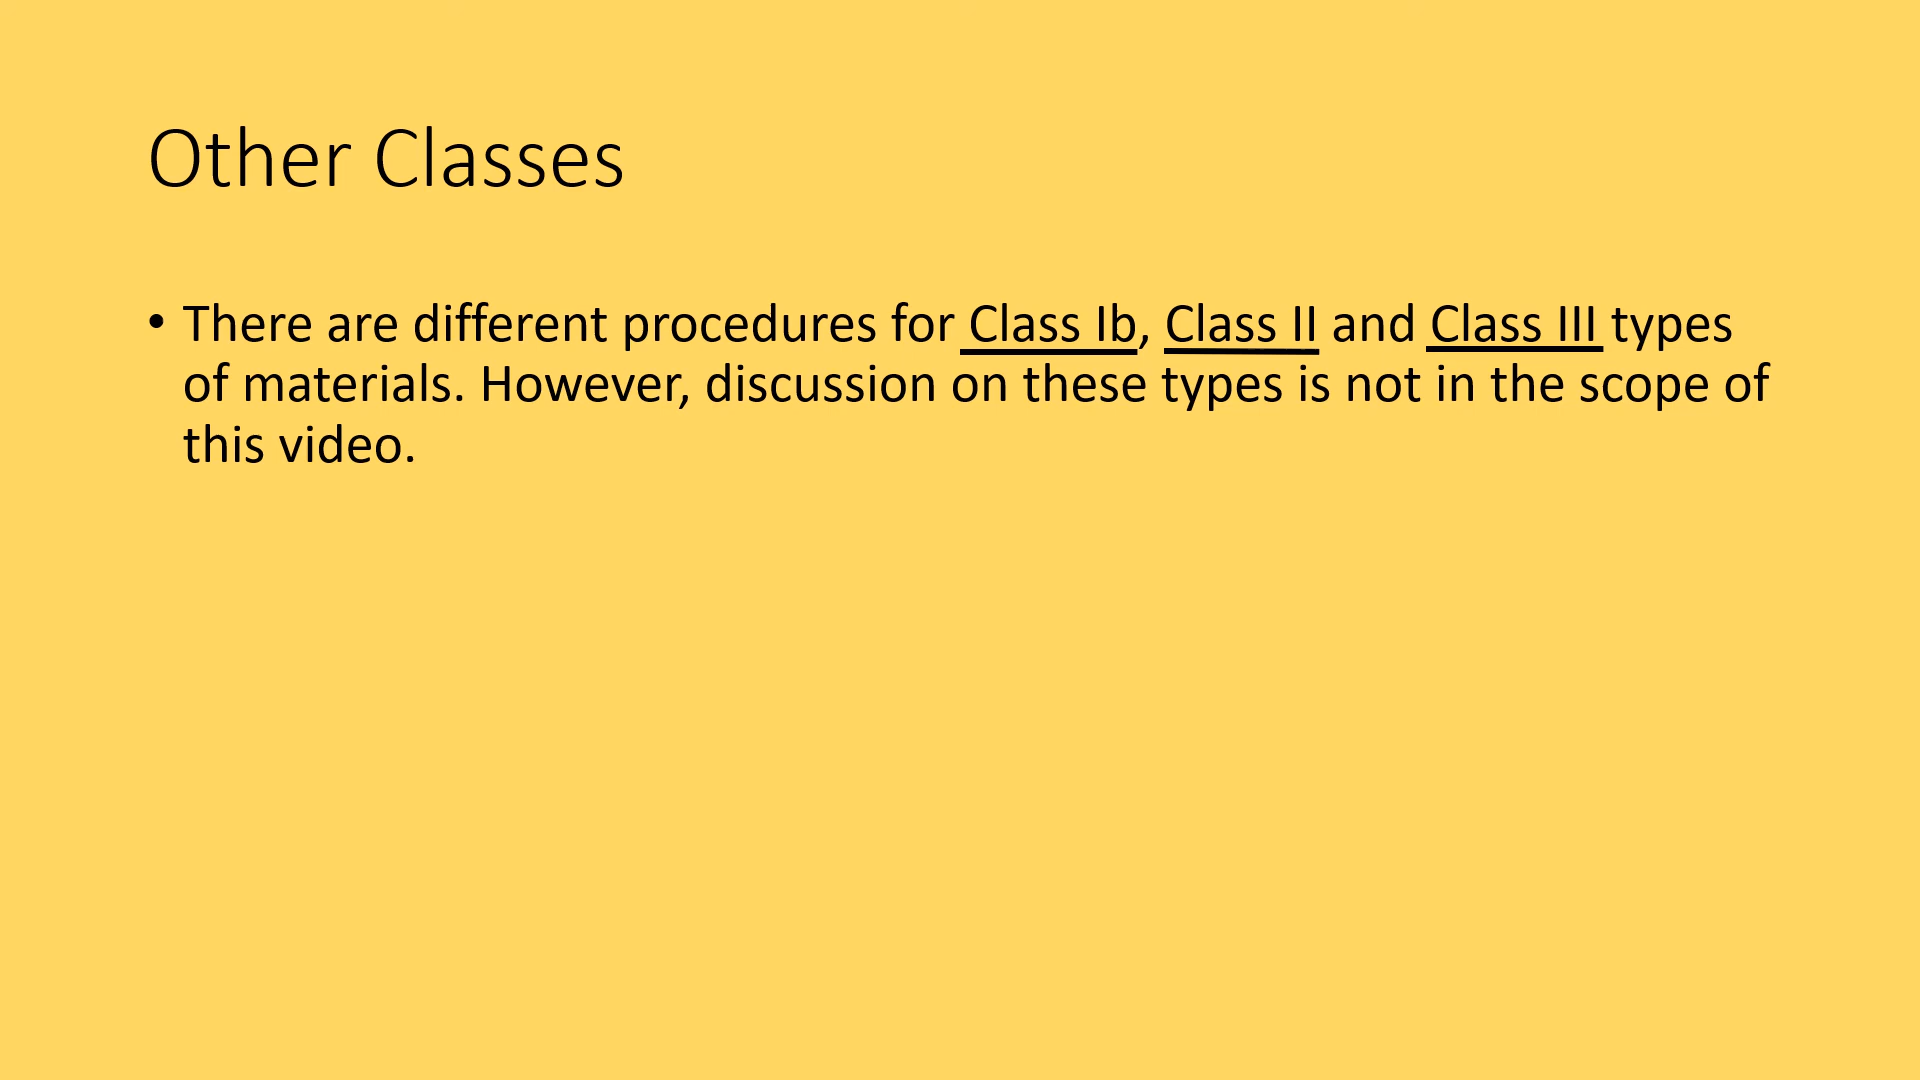 Other Classes
• There are different procedures for Class Ib, Class II and Class III types
of materials. However, discussion on these types is not in the scope of
this video.